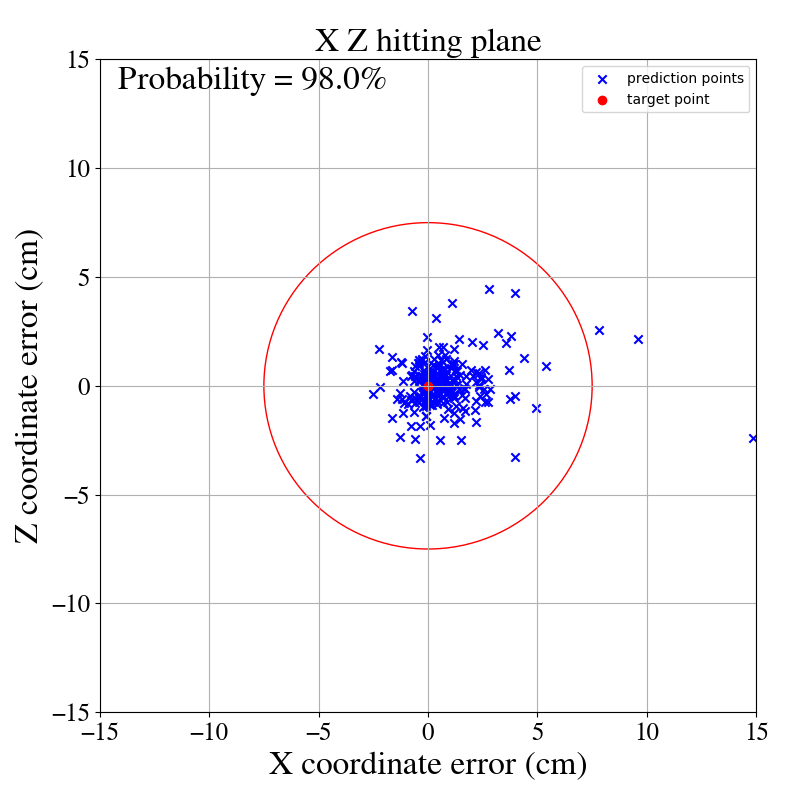 X Z hitting plane
Probability = 98.0%
prediction points
target point
15
10
5
0
−5
−10
−15
Z coordinate error (cm)
−15
−10
−5
0
5
10
15
X coordinate error (cm)